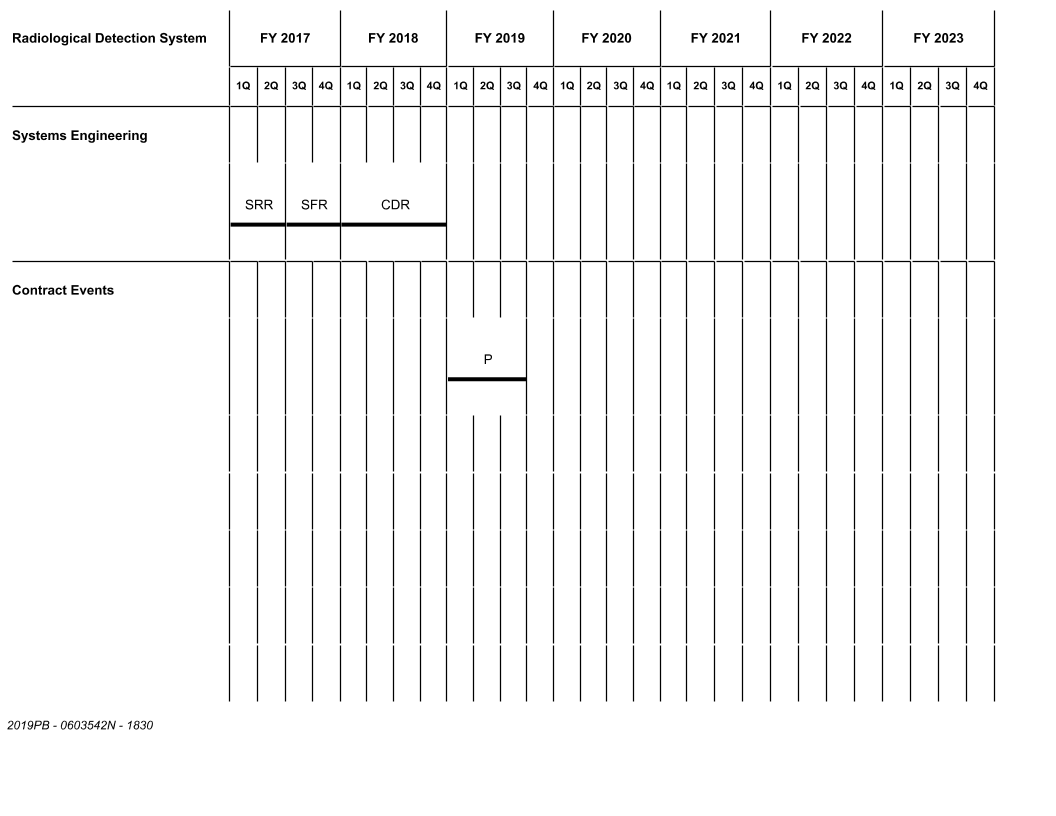 Radiological Detection System FY 2017 FY 2018 FY 2019 FY 2020 FY 2021 FY 2022 FY 2023
1Q 2Q 3Q 4Q 1Q 2Q 3Q 4Q 1Q 2Q 3Q 4Q 1Q 2Q 3Q 4Q 1Q 2Q 3Q 4Q 1Q 2Q 3Q 4Q 1Q 2Q 3Q 4Q
Systems Engineering
SRR SFR CDR
Contract Events
P
2019PB - 0603542N - 1830